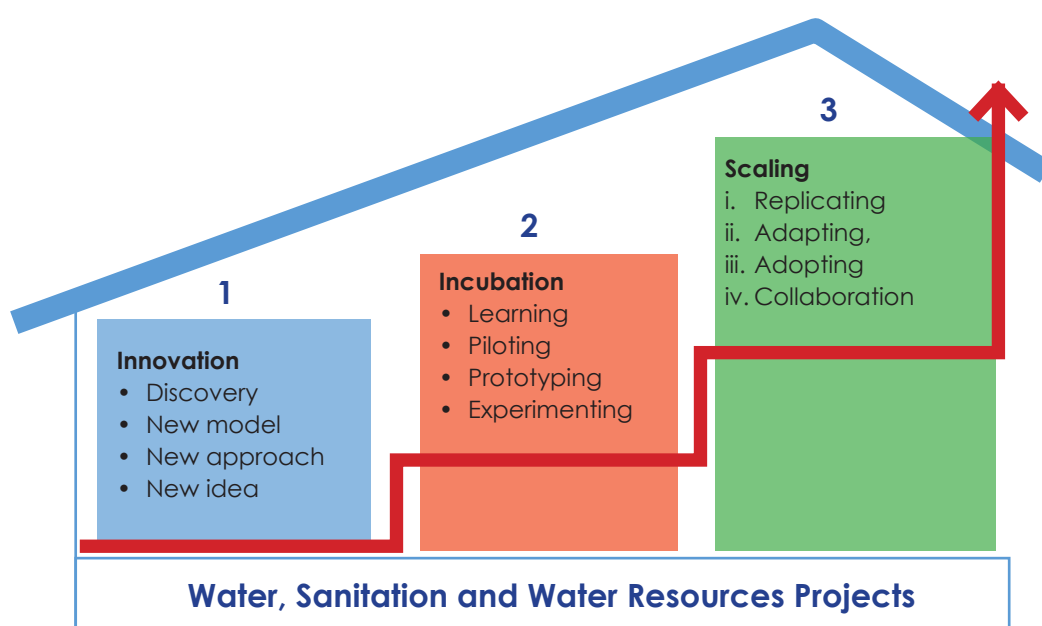 1
Innovation
• Discovery
• New model
• New approach
• New idea
2
Incubation
• Learning
• Piloting
• Prototyping
• Experimenting
3
Scaling
i. Replicating
ii. Adapting,
iii. Adopting
iv. Collaboration
Water, Sanitation and Water Resources Projects